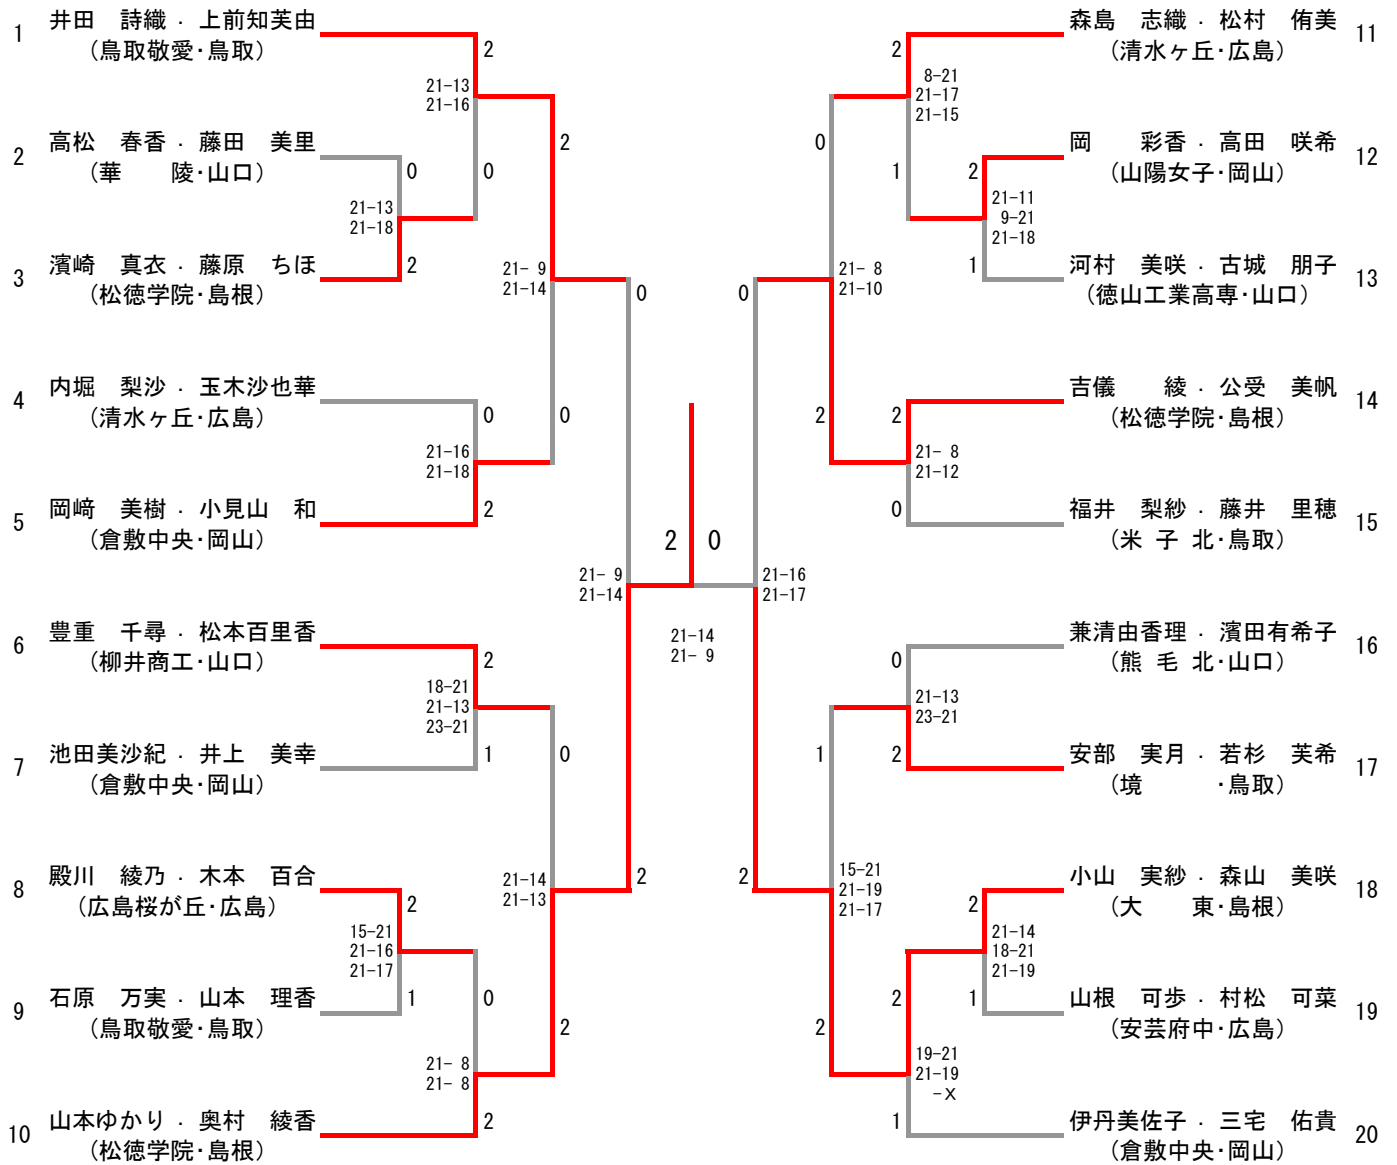 1 井田　詩織 ・ 上前知芙由
（鳥取敬愛・鳥取）
2 高松　春香 ・ 藤田　美里
（華　　陵・山口）
3 濱崎　真衣 ・ 藤原　ちほ
（松徳学院・島根）
4 内堀　梨沙 ・ 玉木沙也華
（清水ヶ丘・広島）
5 岡﨑　美樹 ・ 小見山　和
（倉敷中央・岡山）
6 豊重　千尋 ・ 松本百里香
（柳井商工・山口）
7 池田美沙紀 ・ 井上　美幸
（倉敷中央・岡山）
8 殿川　綾乃 ・ 木本　百合
（広島桜が丘・広島）
9 石原　万実 ・ 山本　理香
（鳥取敬愛・鳥取）
10 山本ゆかり ・ 奥村　綾香
（松徳学院・島根）
2
21-13
21-16
0
0
21-13
21-18
2
2
21- 9
21-14
0
0
21-16
21-18
2
0
21- 9
21-14
2
2
18-21
21-13
23-21
1
0
21-14
21-13
2
2
15-21
21-16
21-17
1
0
21- 8
21- 8
2
2 0
21-14
21- 9
森島　志織 ・ 松村　侑美 11
（清水ヶ丘・広島）
岡　　彩香 ・ 高田　咲希 12
（山陽女子・岡山）
河村　美咲 ・ 古城　朋子 13
（徳山工業高専・山口）
吉儀　　綾 ・ 公受　美帆 14
（松徳学院・島根）
福井　梨紗 ・ 藤井　里穂 15
（米 子 北・鳥取）
兼清由香理 ・ 濱田有希子 16
（熊 毛 北・山口）
安部　実月 ・ 若杉　芙希 17
（境　　　・鳥取）
小山　実紗 ・ 森山　美咲 18
（大　　東・島根）
山根　可歩 ・ 村松　可菜 19
（安芸府中・広島）
伊丹美佐子 ・ 三宅　佑貴 20
（倉敷中央・岡山）
2
8-21
21-17
21-15
1
2
21-11
9-21
21-18
1
0
21- 8
21-10
2
2
21- 8
21-12
0
0
21-16
21-17
2
0
21-13
23-21
2
1
15-21
21-19
21-17
2
2
21-14
18-21
21-19
1
2
19-21
21-19
-X
1